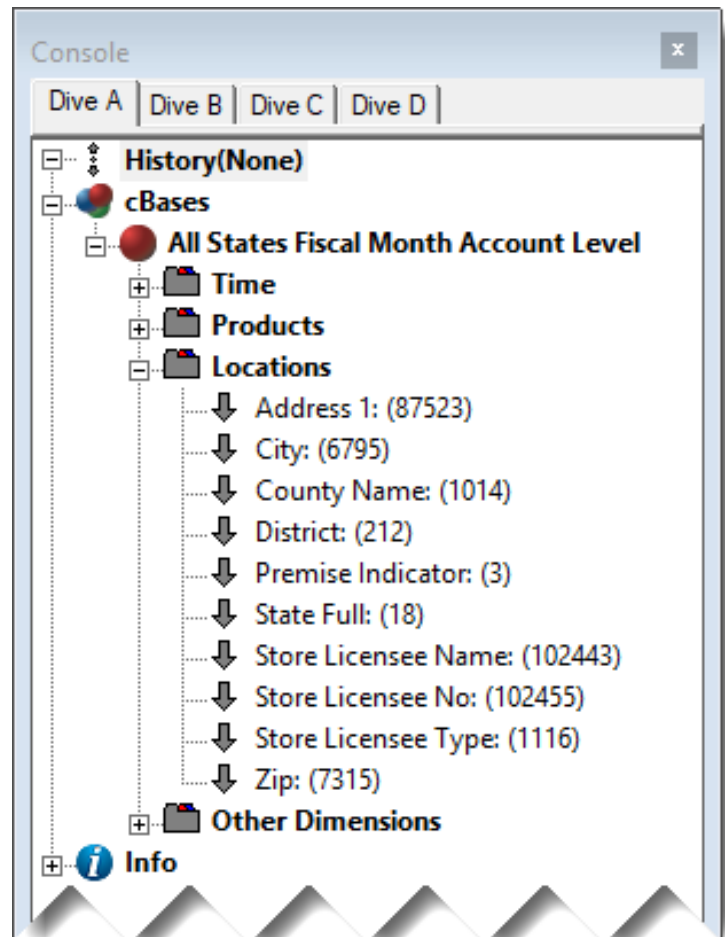 Console
x
Dive A Dive B Dive C Dive D
History(None)
cBases
All States Fiscal Month Account Level
Time
Products
Locations
Address 1: (87523)
City: (6795)
County Name: (1014)
District: (212)
Premise Indicator: (3)
State Full: (18)
Store Licensee Name: (102443)
Store Licensee No: (102455)
Store Licensee Type: (1116)
Zip: (7315)
Other Dimensions
i Info